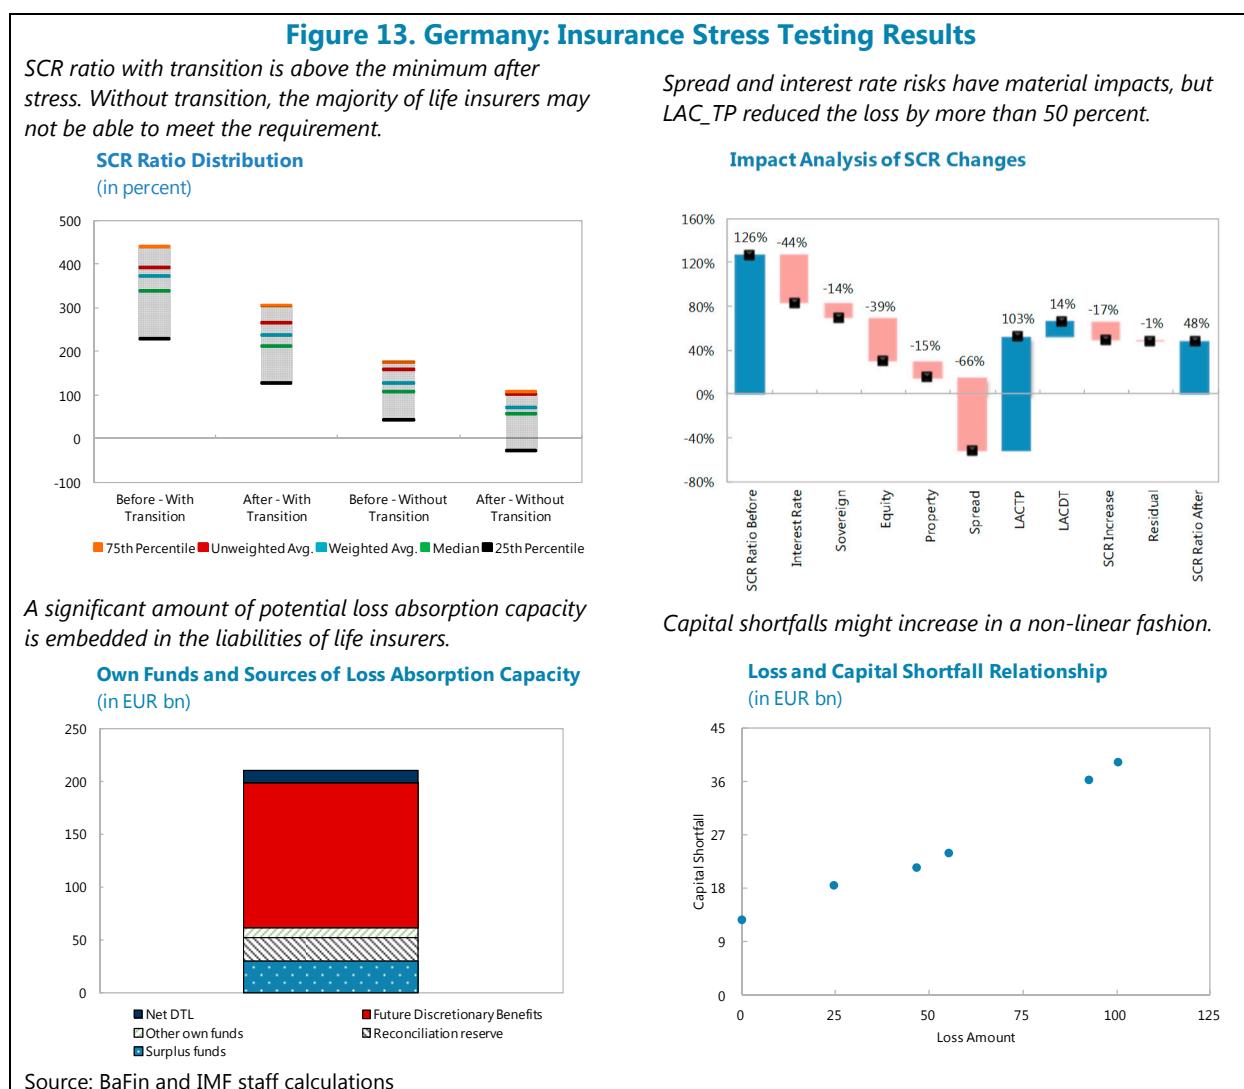 Figure 13. Germany: Insurance Stress Testing Results
SCR ratio with transition is above the minimum after
stress. Without transition, the majority of life insurers may
not be able to meet the requirement.
SCR Ratio Distribution
(in percent)
500
400
300
200
100
0
-100
Before - With
Transition
After - With
Transition
Before - Without
Transition
After - Without
Transition
75th Percentile Unweighted Avg. Weighted Avg. Median 25th Percentile
Spread and interest rate risks have material impacts, but
LAC_TP reduced the loss by more than 50 percent.
Impact Analysis of SCR Changes
160%
120%
80%
40%
0%
-40%
-80%
126%
-44%
-14%
-39%
-15%
-66%
103%
14%
-17%
-1%
48%
SCR Ratio Before
Interest Rate
Sovereign
Equity
Property
Spread
LACTP
LACDT
SCR Increase
Residual
SCR Ratio After
A significant amount of potential loss absorption capacity
is embedded in the liabilities of life insurers.
Own Funds and Sources of Loss Absorption Capacity
(in EUR bn)
250
200
150
100
50
0
Net DTL Future Discretionary Benefits
Other own funds Reconciliation reserve
Surplus funds
Capital shortfalls might increase in a non-linear fashion.
Loss and Capital Shortfall Relationship
(in EUR bn)
45
36
27
18
9
0
Capital Shortfall
0 25 50 75 100 125
Loss Amount
Source: BaFin and IMF staff calculations